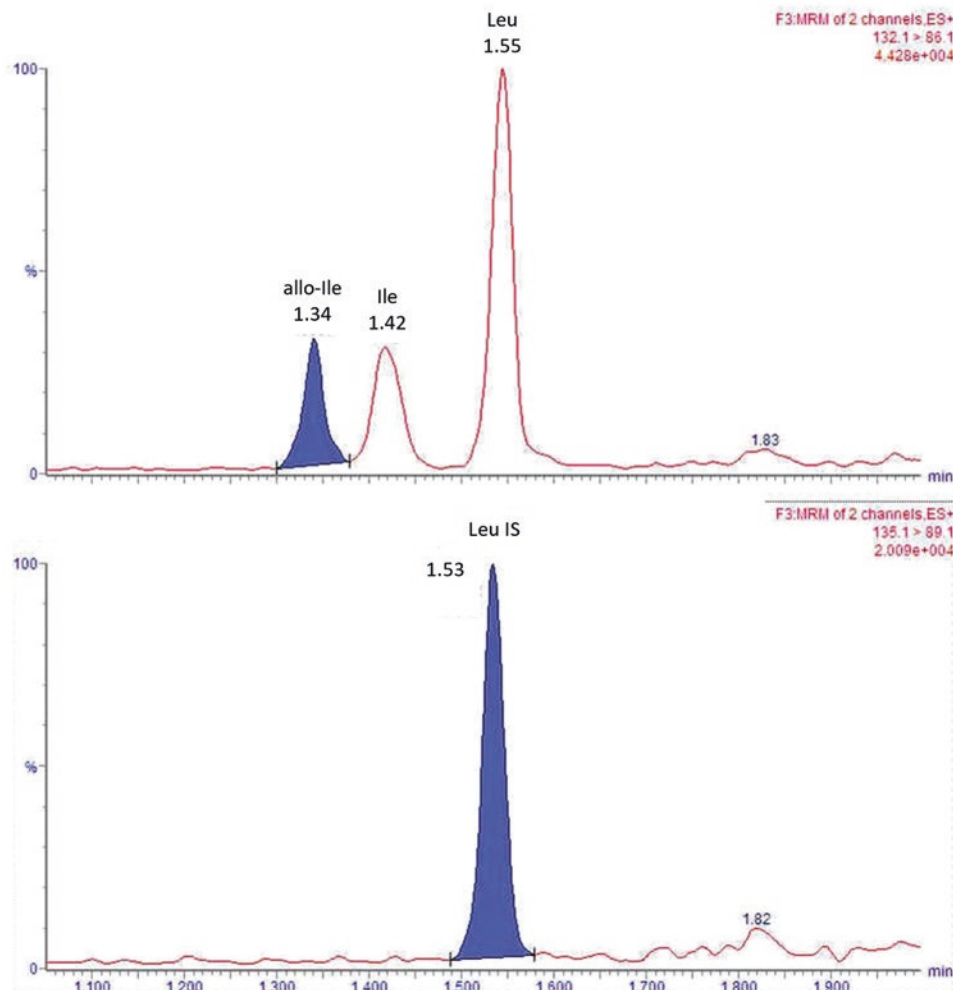 Leu
1.55
F3:MRM of 2 channels,ES+
132.1 > 86.1
4.428e+004
100
%
allo-Ile
1.34
Ile
1.42
1.83
0
min
F3:MRM of 2 channels,ES+
135.1 > 89.1
2.009e+004
Leu IS
1.53
100
%
1.82
0
min
1.100 1.200 1.300 1.400 1.500 1.600 1.700 1.800 1.900